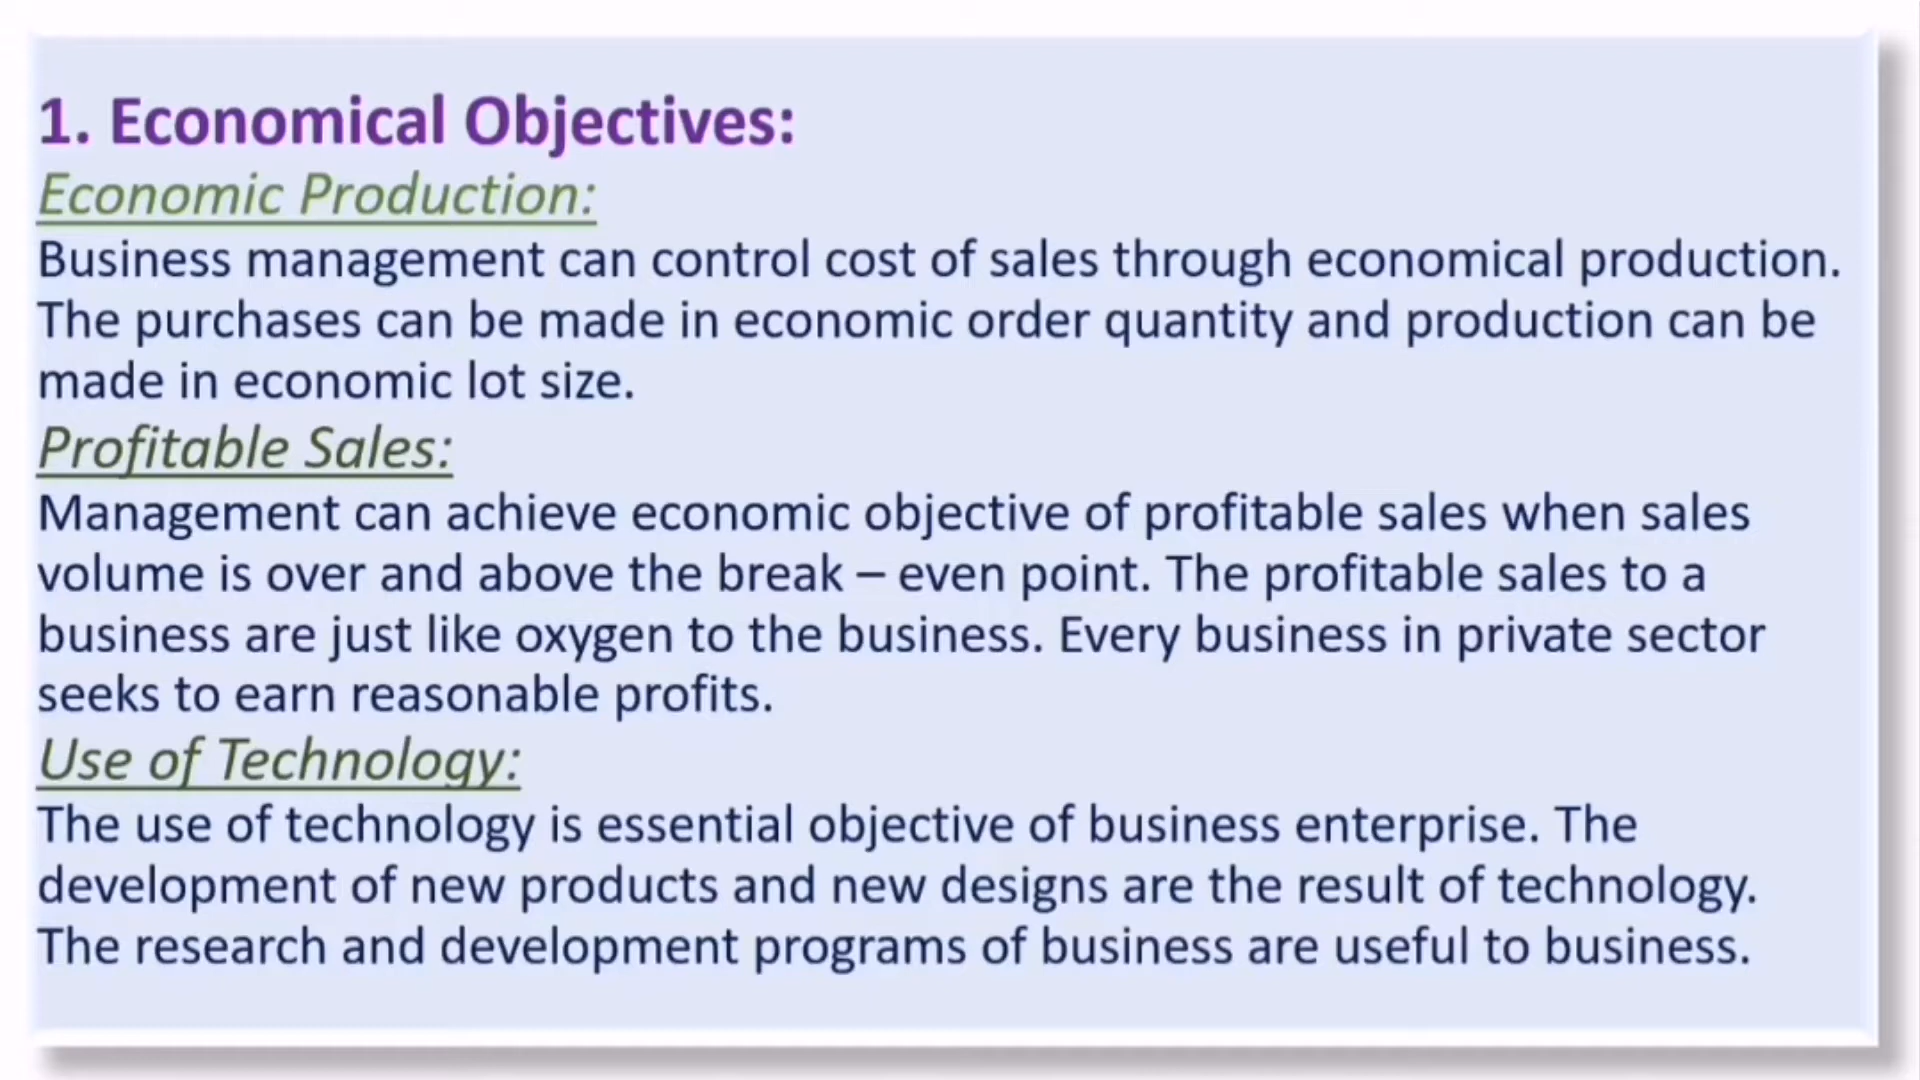 1. Economical Objectives:
Economic Production:
Business management can control cost of sales through economical production.
The purchases can be made in economic order quantity and production can be
made in economic lot size.
Profitable Sales:
Management can achieve economic objective of profitable sales when sales
volume is over and above the break – even point. The profitable sales to a
business are just like oxygen to the business. Every business in private sector
seeks to earn reasonable profits.
Use of Technology:
The use of technology is essential objective of business enterprise. The
development of new products and new designs are the result of technology.
The research and development programs of business are useful to business.